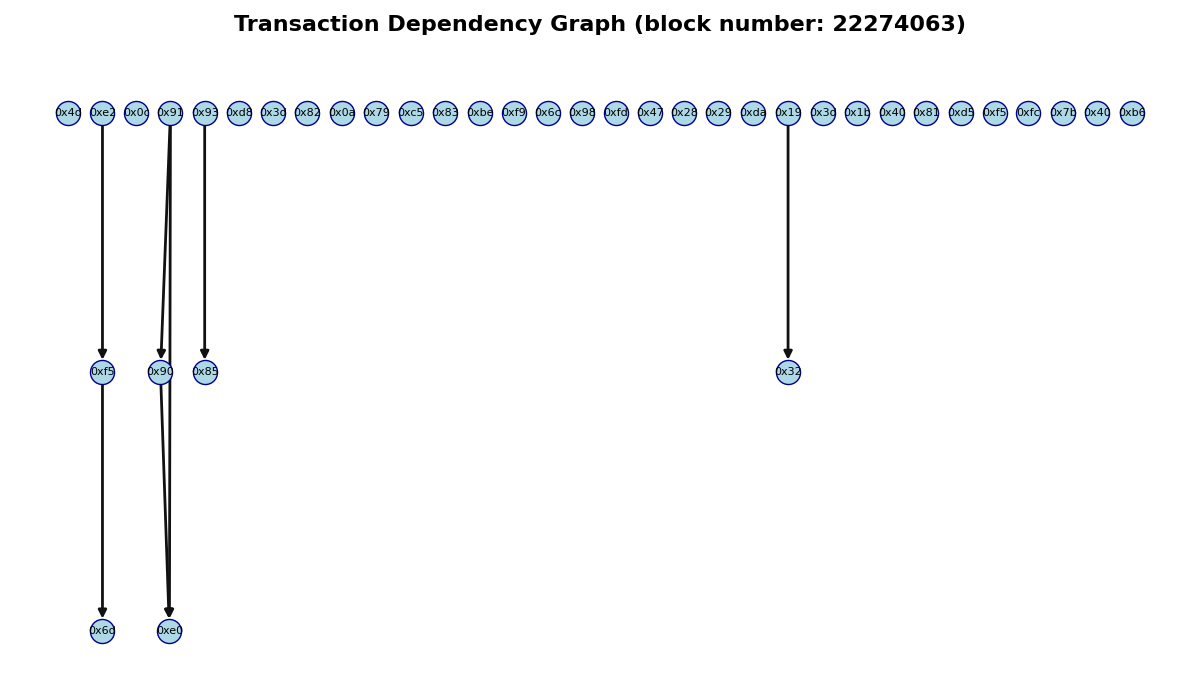 Transaction Dependency Graph (block number: 22274063)
0x4d 0xe2 0x0c 0x91 0x93 0xd8 0x3d 0x82 0x0a 0x79 0xc5 0x83 0xbe 0xf9 0x6c 0x98 0xfd 0x47 0x28 0x29 0xda 0x19 0x3d 0x1b 0x40 0x81 0xd5 0xf5 0xfc 0x7b 0x40 0xb6
0xf5 0x90 0x85 0x32
0x6d 0xe0